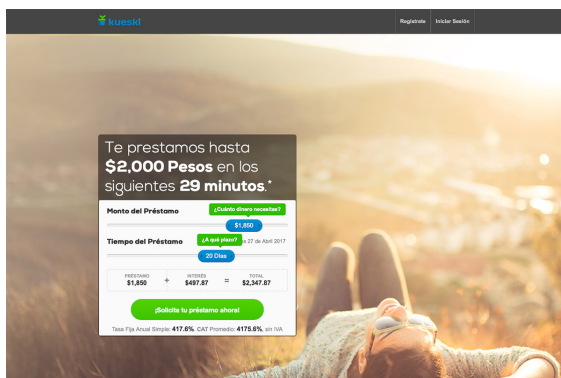 kueski
Regístrate
Iniciar Sesión
Te prestamos hasta
$2,000 Pesos en los
siguientes 29 minutos.*
Monto del Préstamo
¿Cuánto dinero necesitas?
$1,850
Tiempo del Préstamo
¿A qué plazo?
27 de Abril 2017
20 Días
PRÉSTAMO + INTERÉS = TOTAL
$1,850 $497.87 $2,347.87
¡Solicita tu préstamo ahora!
Tasa Fija Anual Simple: 417.6%, CAT Promedio: 4175.6%, sin IVA